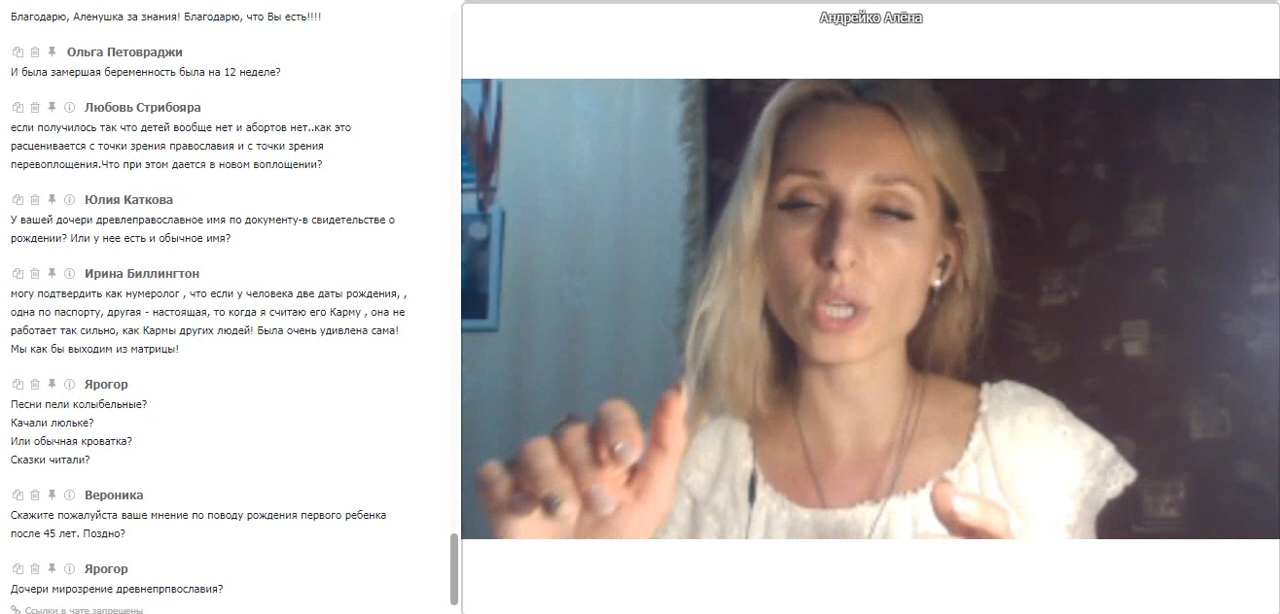 Благодарю, Аленушка за знания! Благодарю, что Вы есть!!!!
Ольга Петовраджи
И была замершая беременность была на 12 неделе?
Любовь Стрибояра
если получилось так что детей вообще нет и абортов нет..как это
расценивается с точки зрения православия и с точки зрения
перевоплощения.Что при этом дается в новом воплощении?
Юлия Каткова
У вашей дочери древлеправославное имя по документу-в свидетельстве о
рождении? Или у нее есть и обычное имя?
Ирина Биллингтон
могу подтвердить как нумеролог , что если у человека две даты рождения, ,
одна по паспорту, другая - настоящая, то когда я считаю его Карму , она не
работает так сильно, как Кармы других людей! Была очень удивлена сама!
Мы как бы выходим из матрицы!
Ярогор
Песни пели колыбельные?
Качали люльке?
Или обычная кроватка?
Сказки читали?
Вероника
Скажите пожалуйста ваше мнение по поводу рождения первого ребенка
после 45 лет. Поздно?
Ярогор
Дочери мирозрение древнепрпвославия?
Ссылки в чате запрещены
Андрейко Алёна